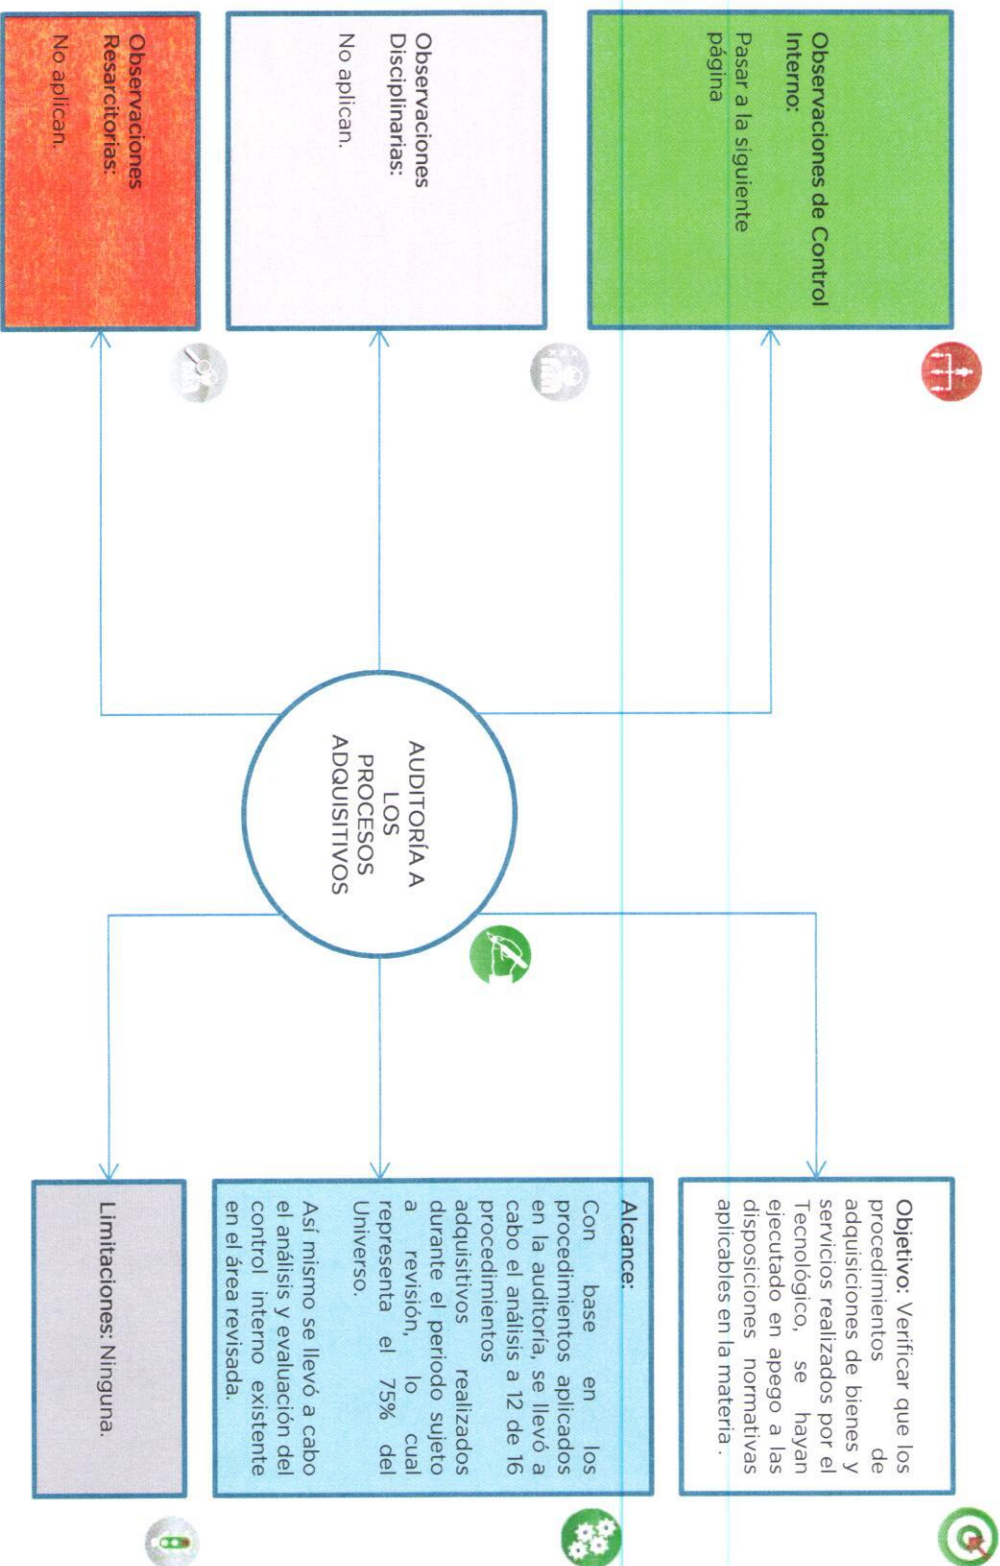 Observaciones de Control
Interno:
Pasar a la siguiente
página
Observaciones
Disciplinarias:
No aplican.
Observaciones
Resarcitorias:
No aplican.
AUDITORÍA A
LOS
PROCESOS
ADQUISITIVOS
Objetivo: Verificar que los
procedimientos de
adquisiciones de bienes y
servicios realizados por el
Tecnológico, se hayan
ejecutado en apego a las
disposiciones normativas
aplicables en la materia .
Alcance:
Con base en los
procedimientos aplicados
en la auditoría, se llevó a
cabo el análisis a 12 de 16
procedimientos
adquisitivos realizados
durante el periodo sujeto
a revisión, lo cual
representa el 75% del
Universo.
Así mismo se llevó a cabo
el análisis y evaluación del
control interno existente
en el área revisada.
Limitaciones: Ninguna.